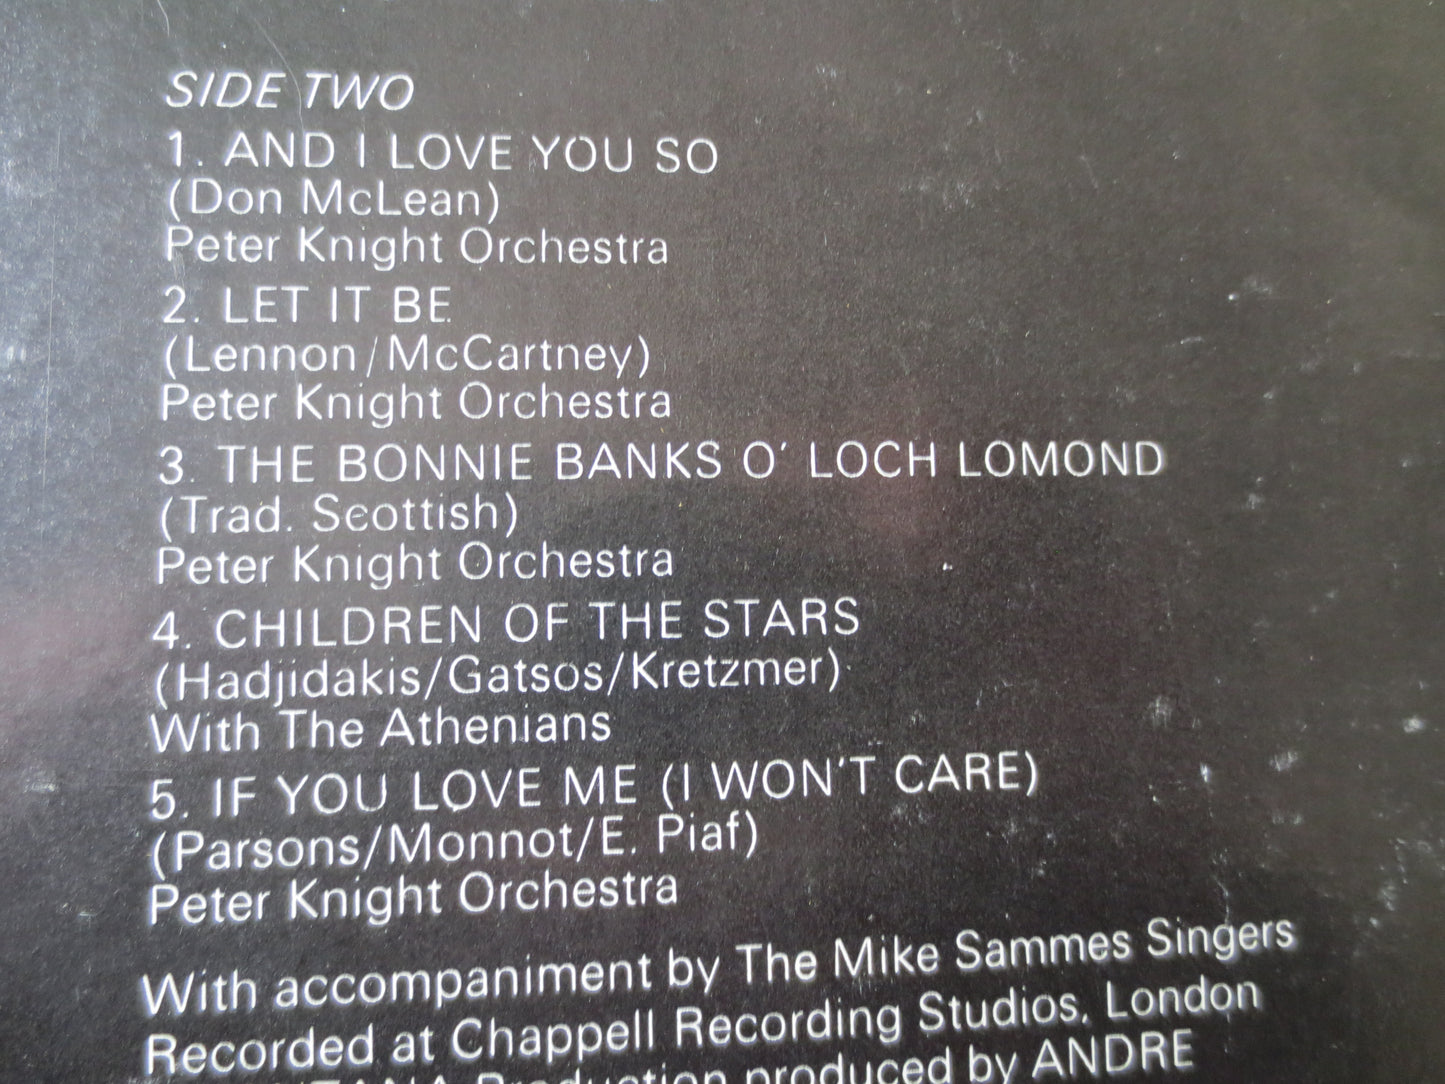 SIDE TWO
1. AND I LOVE YOU SO
(Don McLean)
Peter Knight Orchestra
2. LET IT BE
(Lennon/McCartney)
Peter Knight Orchestra
3. THE BONNIE BANKS O' LOCH LOMOND
(Trad. Scottish)
Peter Knight Orchestra
4. CHILDREN OF THE STARS
(Hadjidakis/Gatsos/Kretzmer)
With The Athenians
5. IF YOU LOVE ME (I WON'T CARE)
(Parsons/Monnot/E. Piaf)
Peter Knight Orchestra
With accompaniment by The Mike Sammes Singers
Recorded at Chappell Recording Studios, London
Production produced by ANDRE